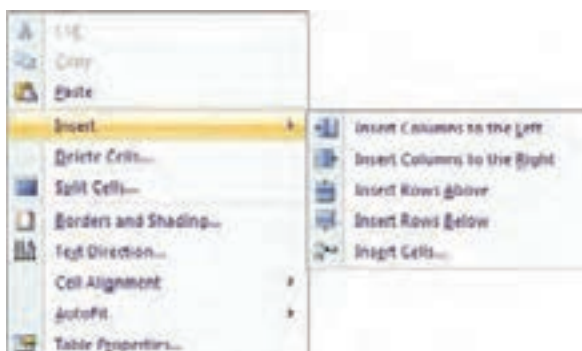 Cut
Copy
Paste
Insert
Delete Cells...
Split Cells...
Borders and Shading...
Text Direction...
Cell Alignment
AutoFit
Table Properties...
Insert Columns to the Left
Insert Columns to the Right
Insert Rows Above
Insert Rows Below
Insert Cells...